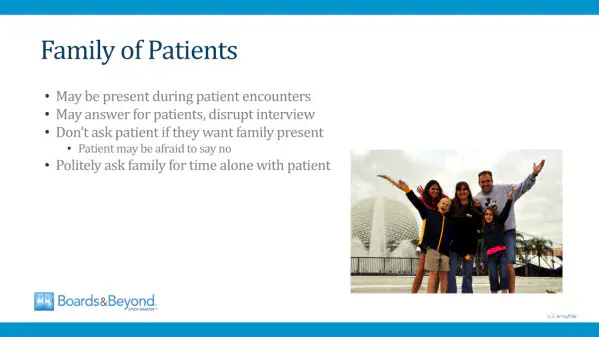 Family of Patients
• May be present during patient encounters
• May answer for patients, disrupt interview
• Don't ask patient if they want family present
• Patient may be afraid to say no
• Politely ask family for time alone with patient
Boards&Beyond.